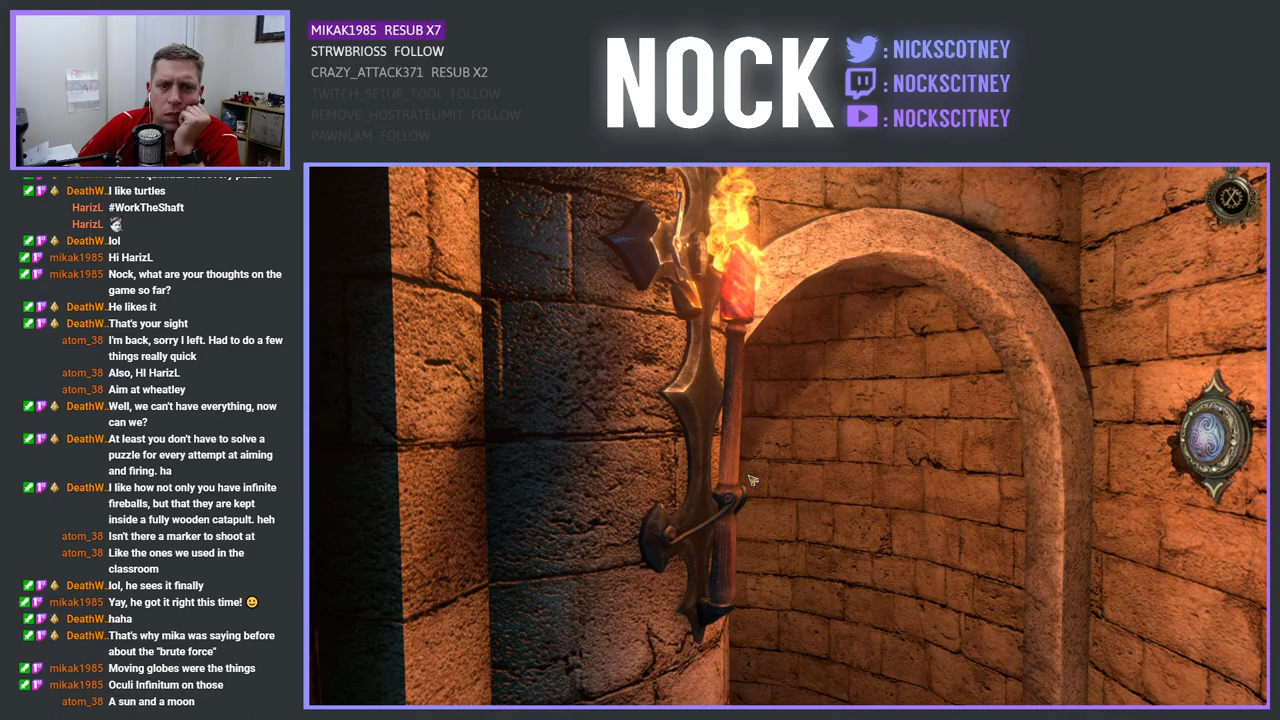 MIKAK1985 RESUB X7
STRWBRIOSS FOLLOW
CRAZY_ATTACK371 RESUB X2
TWITCH_SETUP_TOOL FOLLOW
REMOVE_HOSTRATELIMIT FOLLOW
PAWNLAM FOLLOW
NOCK
: NICKSCOTNEY
: NOCKSCITNEY
: NOCKSCITNEY
DeathW.. I like turtles
HarizL #WorkTheShaft
HarizL
DeathW.. lol
mikak1985 Hi HarizL
mikak1985 Nock, what are your thoughts on the
game so far?
DeathW.. He likes it
DeathW.. That's your sight
atom_38 I'm back, sorry I left. Had to do a few
things really quick
atom_38 Also, HI HarizL
atom_38 Aim at wheatley
DeathW.. Well, we can't have everything, now
can we?
DeathW.. At least you don't have to solve a
puzzle for every attempt at aiming
and firing. ha
DeathW.. I like how not only you have infinite
fireballs, but that they are kept
inside a fully wooden catapult. heh
atom_38 Isn't there a marker to shoot at
atom_38 Like the ones we used in the
classroom
DeathW.. lol, he sees it finally
mikak1985 Yay, he got it right this time! 😀
DeathW.. haha
DeathW.. That's why mika was saying before
about the "brute force"
mikak1985 Moving globes were the things
mikak1985 Oculi Infinitum on those
atom_38 A sun and a moon